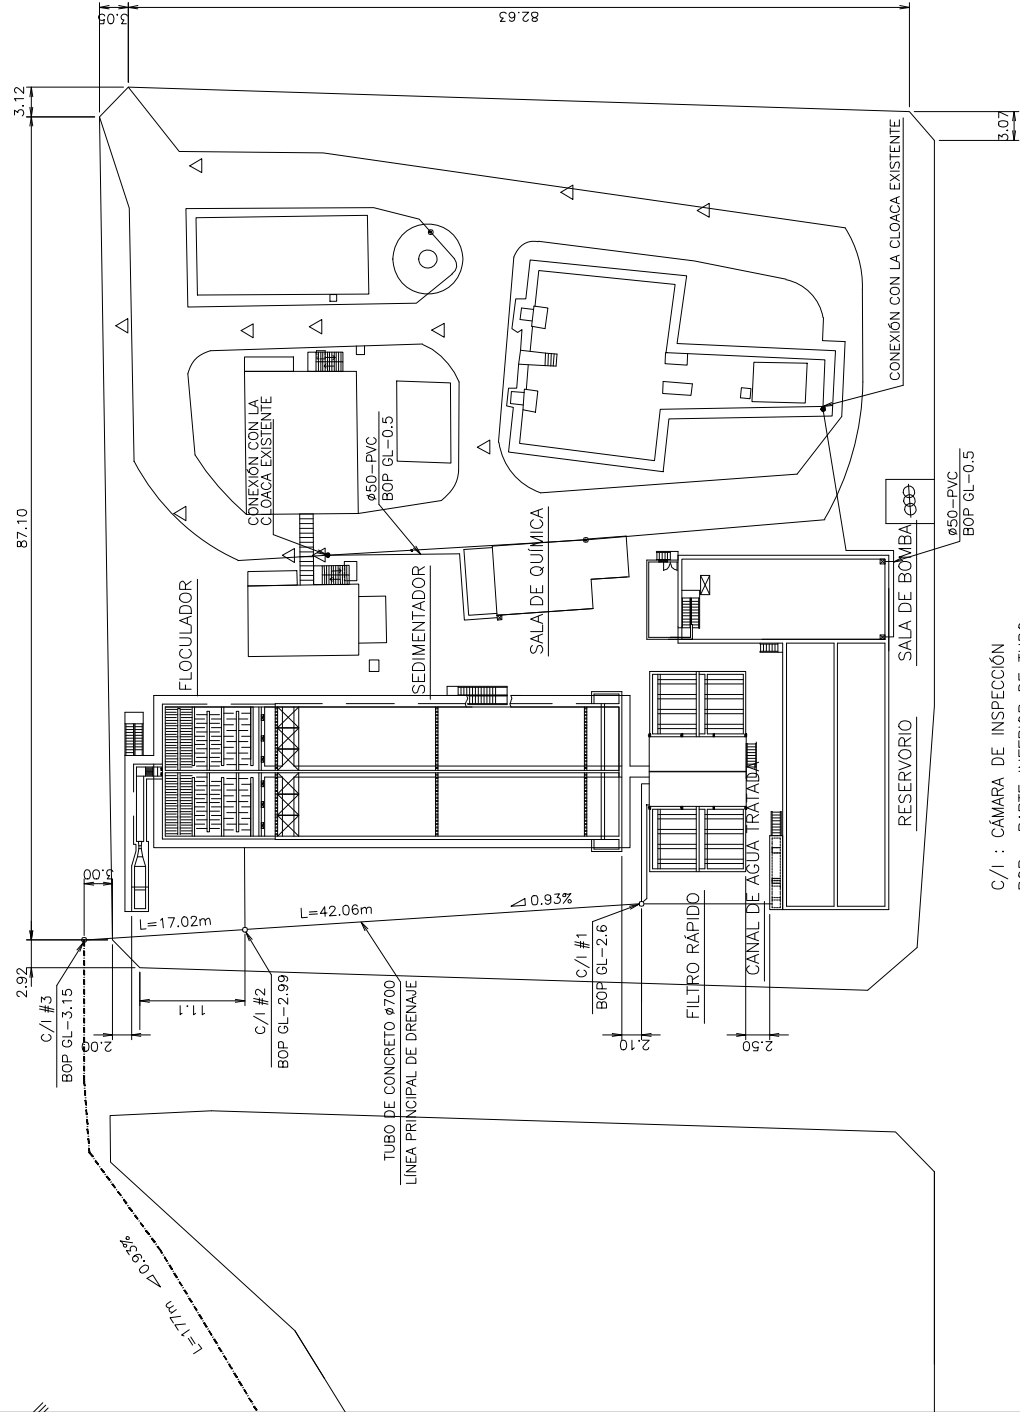 3.05
82.63
3.12
3.07
CONEXIÓN CON LA CLOACA EXISTENTE
87.10
CONEXIÓN CON LA
CLOACA EXISTENTE
ø50-PVC
BOP GL-0.5
ø50-PVC
BOP GL-0.5
FLOCULADOR
SEDIMENTADOR
SALA DE QUÍMICA
SALA DE BOMBA
RESERVORIO
C/I : CÁMARA DE INSPECCIÓN
CANAL DE AGUA TRATADA
FILTRO RÁPIDO
3.00
L=17.02m
L=42.06m
0.93%
2.92
C/I #3
BOP GL-3.15
2.00
11.1
C/I #2
BOP GL-2.99
TUBO DE CONCRETO ø700
LÍNEA PRINCIPAL DE DRENAJE
C/I #1
BOP GL-2.6
2.10
2.50
0.93%
L=177m